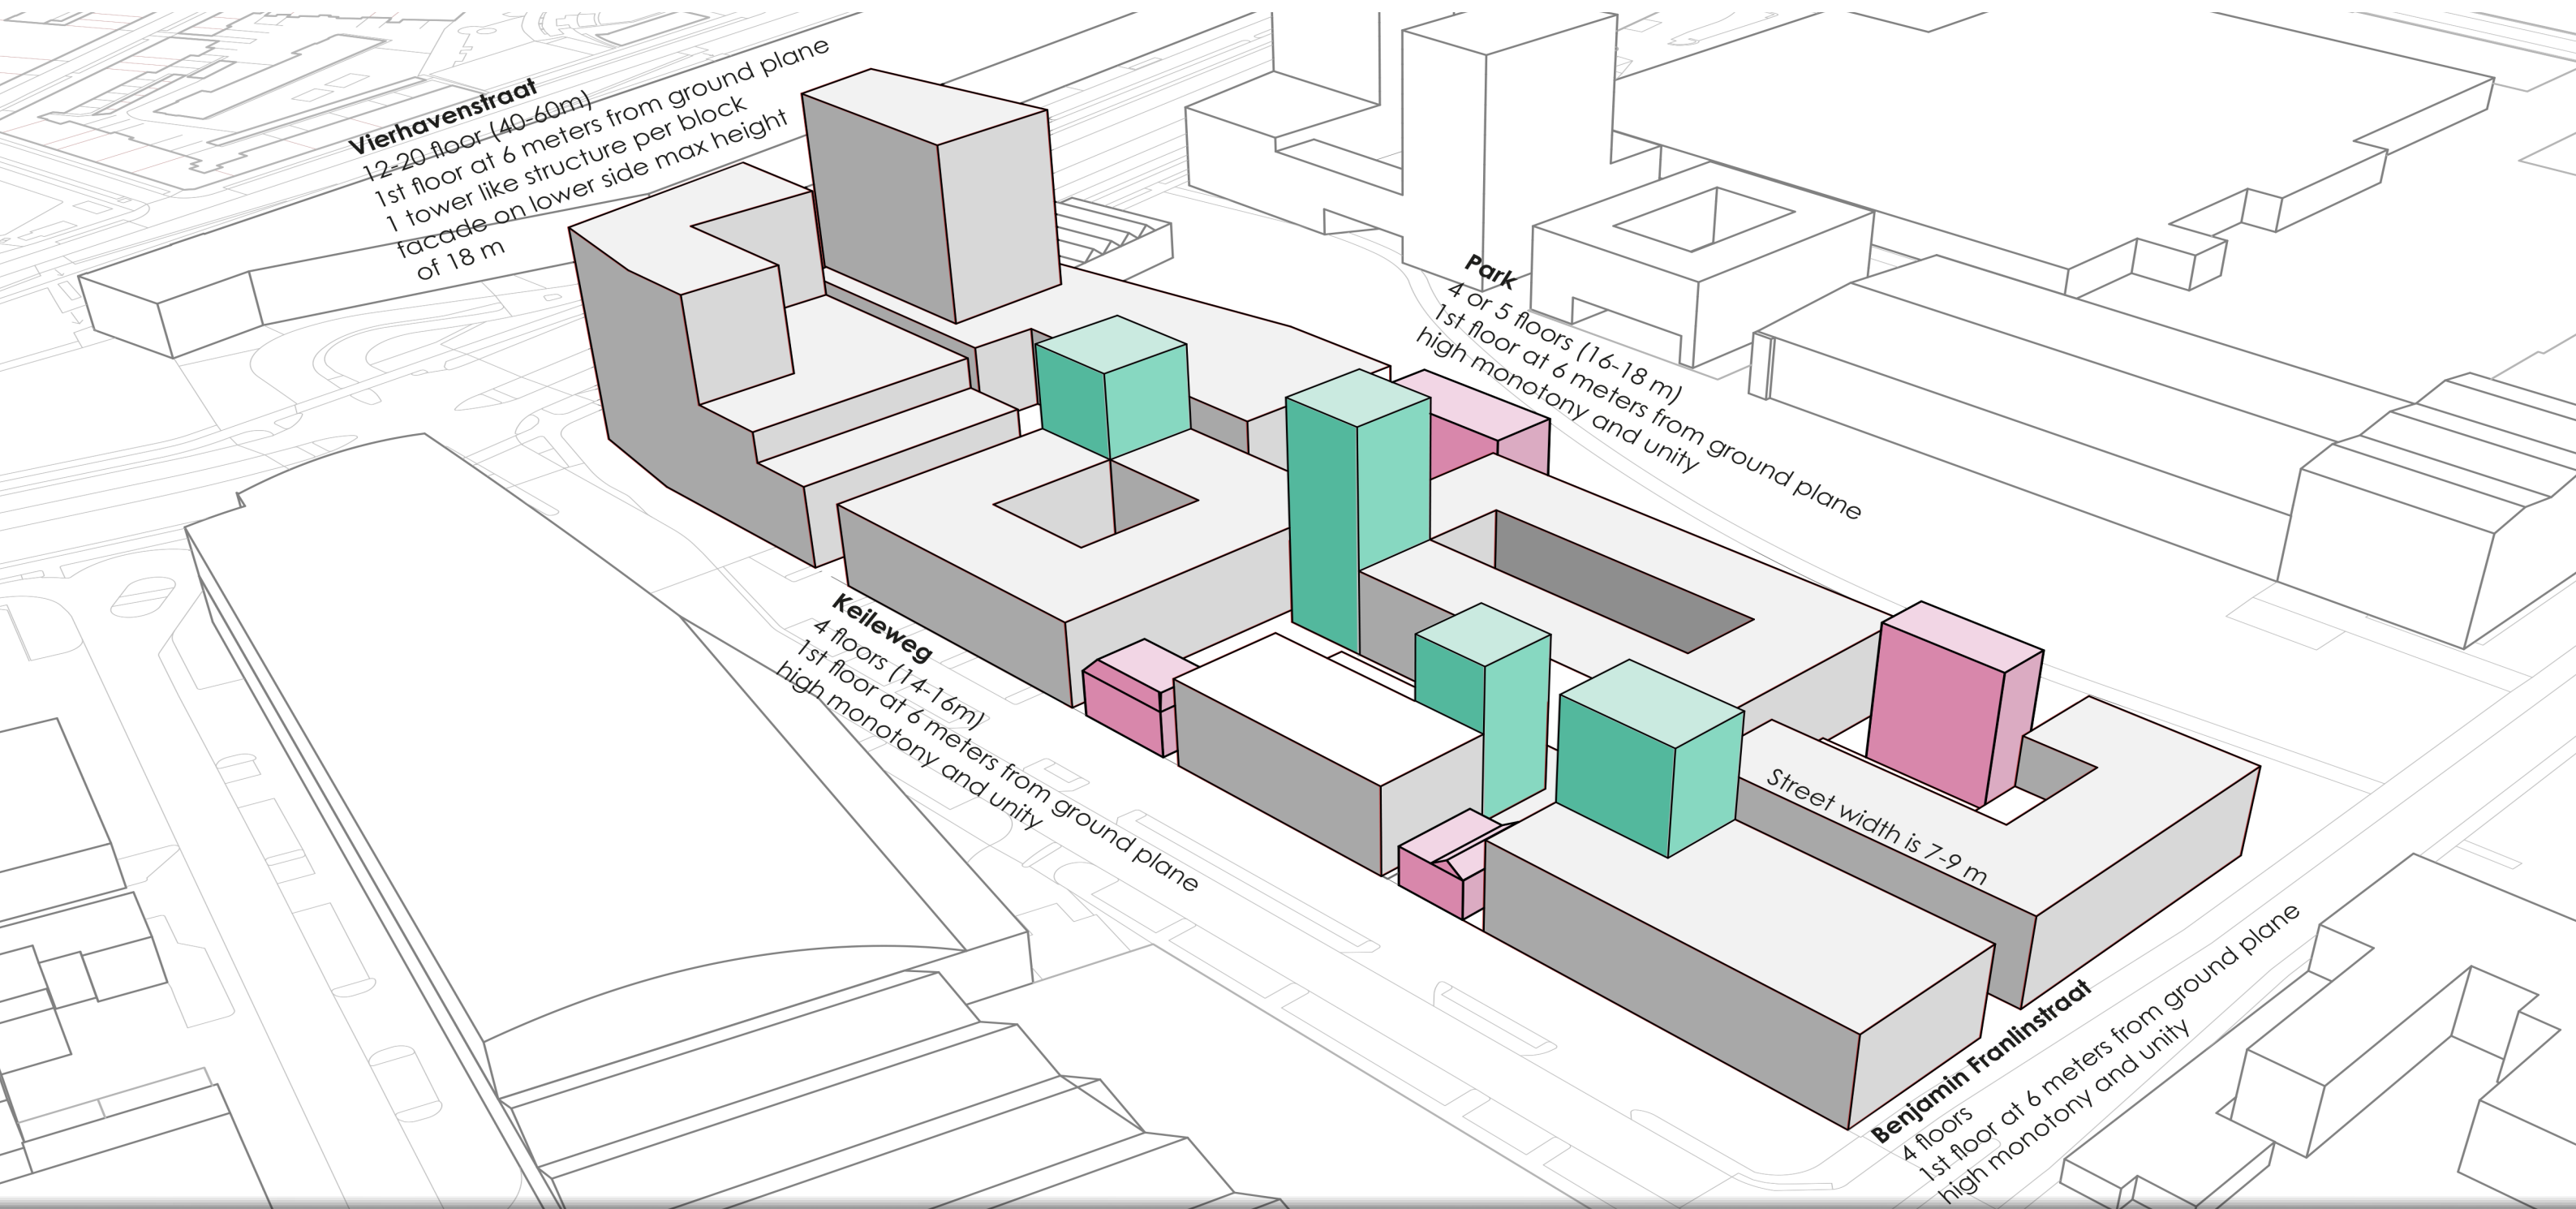 Vierhavenstraat
12-20 floor (40-60m)
1st floor at 6 meters from ground plane
1 tower like structure per block
facade on lower side max height
of 18 m
Park
4 or 5 floors (16-18 m)
1st floor at 6 meters from ground plane
high monotony and unity
Keileweg
4 floors (14-16m)
1st floor at 6 meters from ground plane
high monotony and unity
Street width is 7-9 m
Benjamin Franlinstraat
4 floors
1st floor at 6 meters from ground plane
high monotony and unity